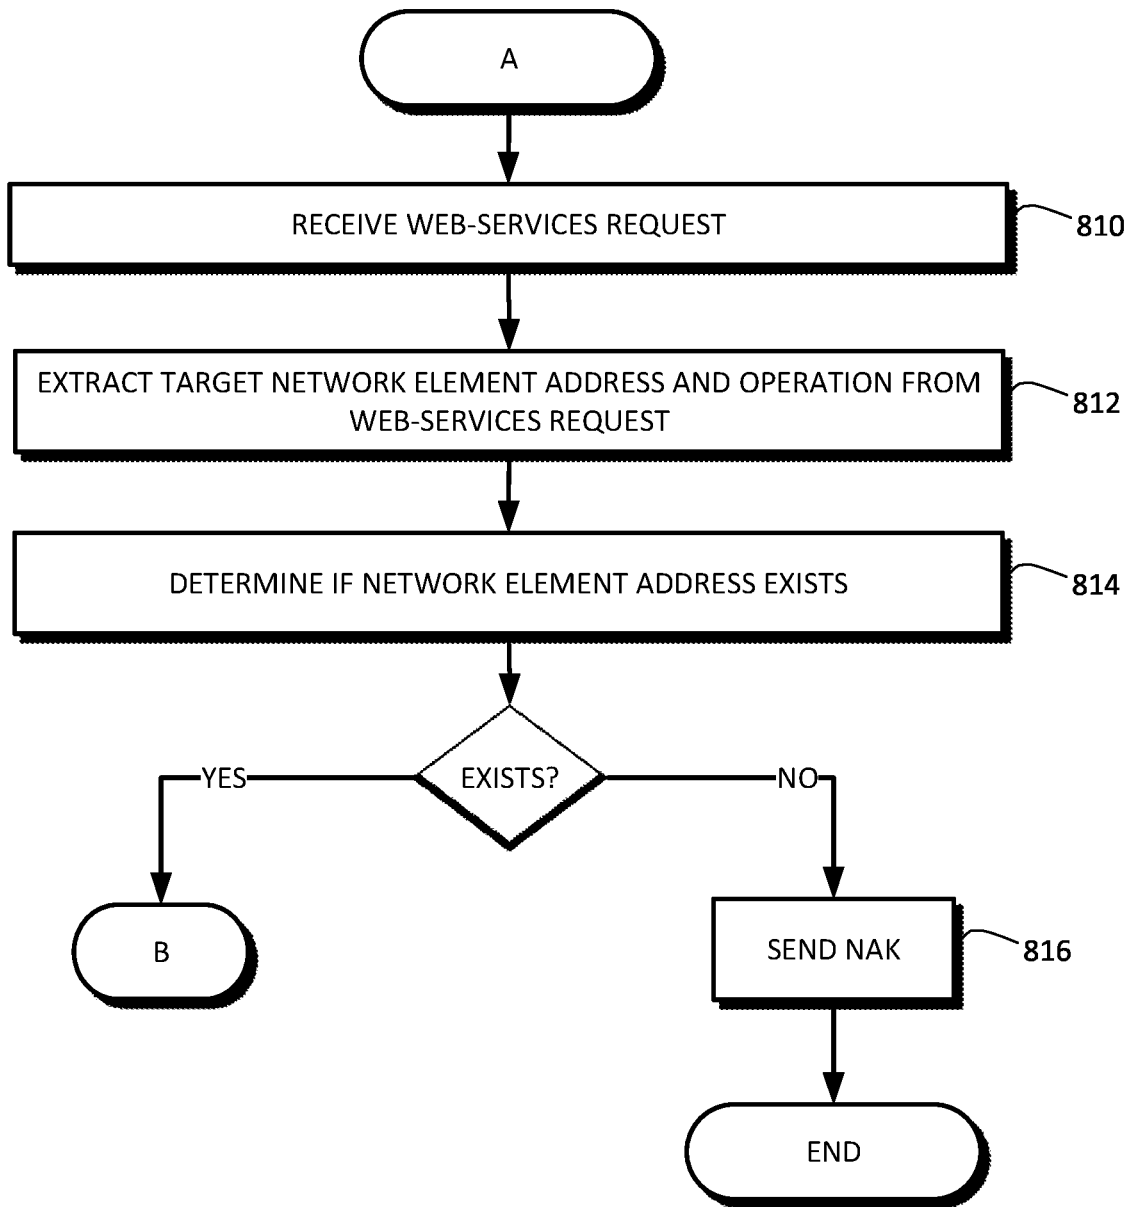 A
RECEIVE WEB-SERVICES REQUEST
810
EXTRACT TARGET NETWORK ELEMENT ADDRESS AND OPERATION FROM
WEB-SERVICES REQUEST
812
DETERMINE IF NETWORK ELEMENT ADDRESS EXISTS
814
YES
EXISTS?
NO
B
SEND NAK
816
END